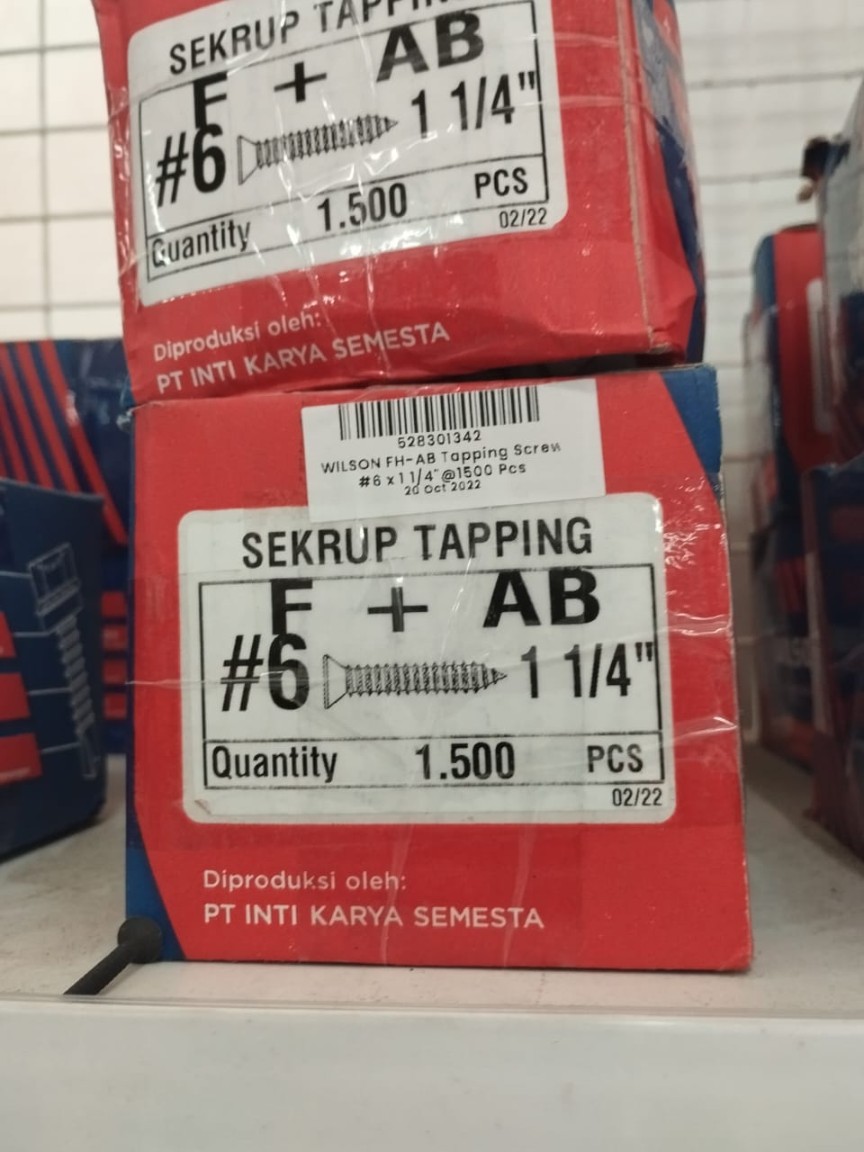 SEKRUP TAPPING
F + AB
#6 1 1/4"
Quantity 1.500 PCS
02/22
Diproduksi oleh:
PT INTI KARYA SEMESTA
528301342
WILSON FH-AB Tapping Screw
#6 x 1 1/4" @1500 Pcs
20 Oct 2022
SEKRUP TAPPING
F + AB
#6 1 1/4"
Quantity 1.500 PCS
02/22
Diproduksi oleh:
PT INTI KARYA SEMESTA